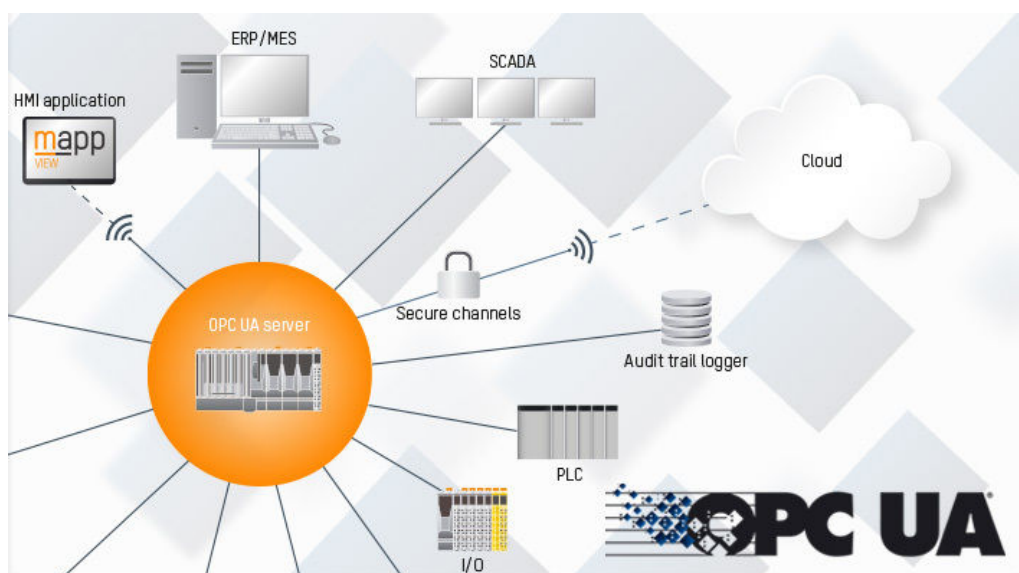 ERP/MES
SCADA
HMI application
mapp
VIEW
Cloud
Secure channels
OPC UA server
Audit trail logger
PLC
I/O
OPC UA